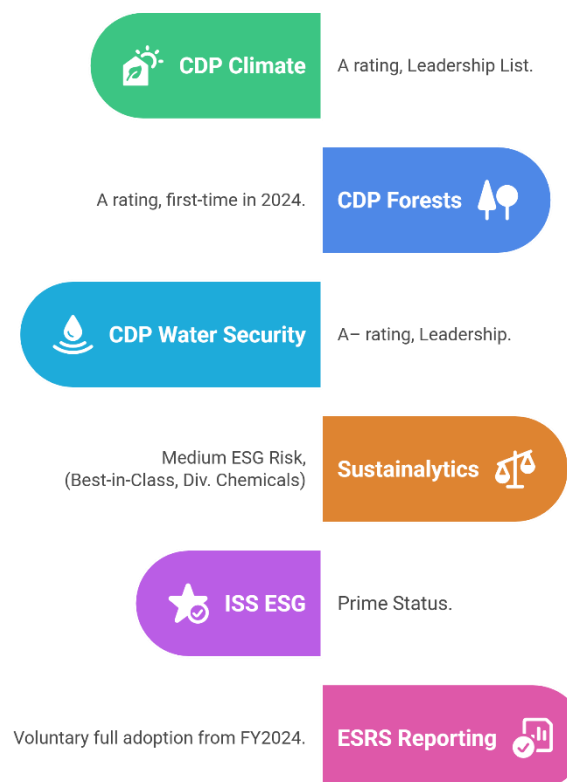 CDP Climate
A rating, Leadership List.
A rating, first-time in 2024.
CDP Forests
CDP Water Security
A– rating, Leadership.
Medium ESG Risk,
(Best-in-Class, Div. Chemicals)
Sustainalytics
ISS ESG
Prime Status.
Voluntary full adoption from FY2024.
ESRS Reporting